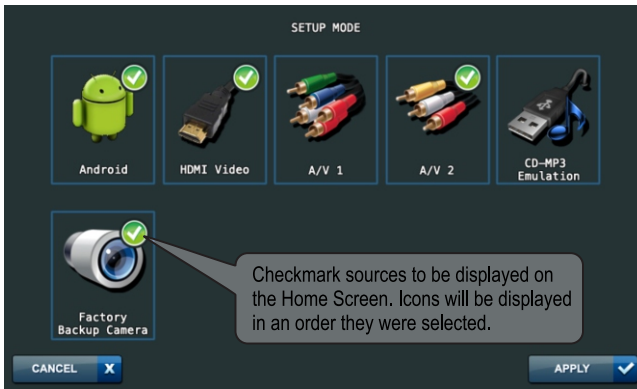 SETUP MODE
Android
HDMI Video
A/V 1
A/V 2
CD-MP3
Emulation
Factory
Backup Camera
Checkmark sources to be displayed on
the Home Screen. Icons will be displayed
in an order they were selected.
CANCEL X
APPLY